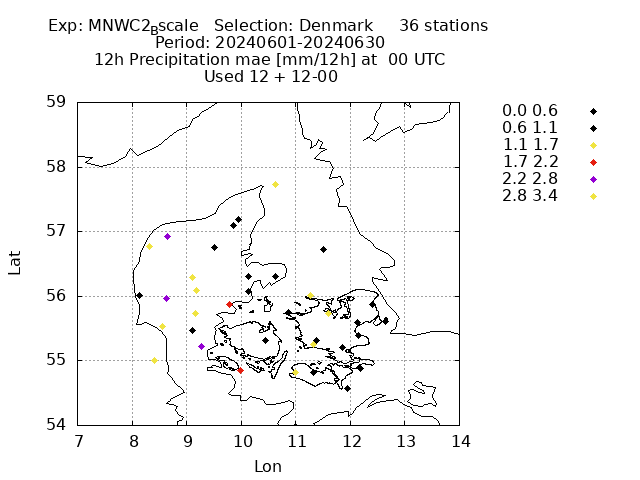 Exp: MNWC2Bscale   Selection: Denmark     36 stations
Period: 20240601-20240630
12h Precipitation mae [mm/12h] at  00 UTC
Used 12 + 12-00
0.0 0.6
0.6 1.1
1.1 1.7
1.7 2.2
2.2 2.8
2.8 3.4
59
58
57
56
55
54
Lat
7 8 9 10 11 12 13 14
Lon